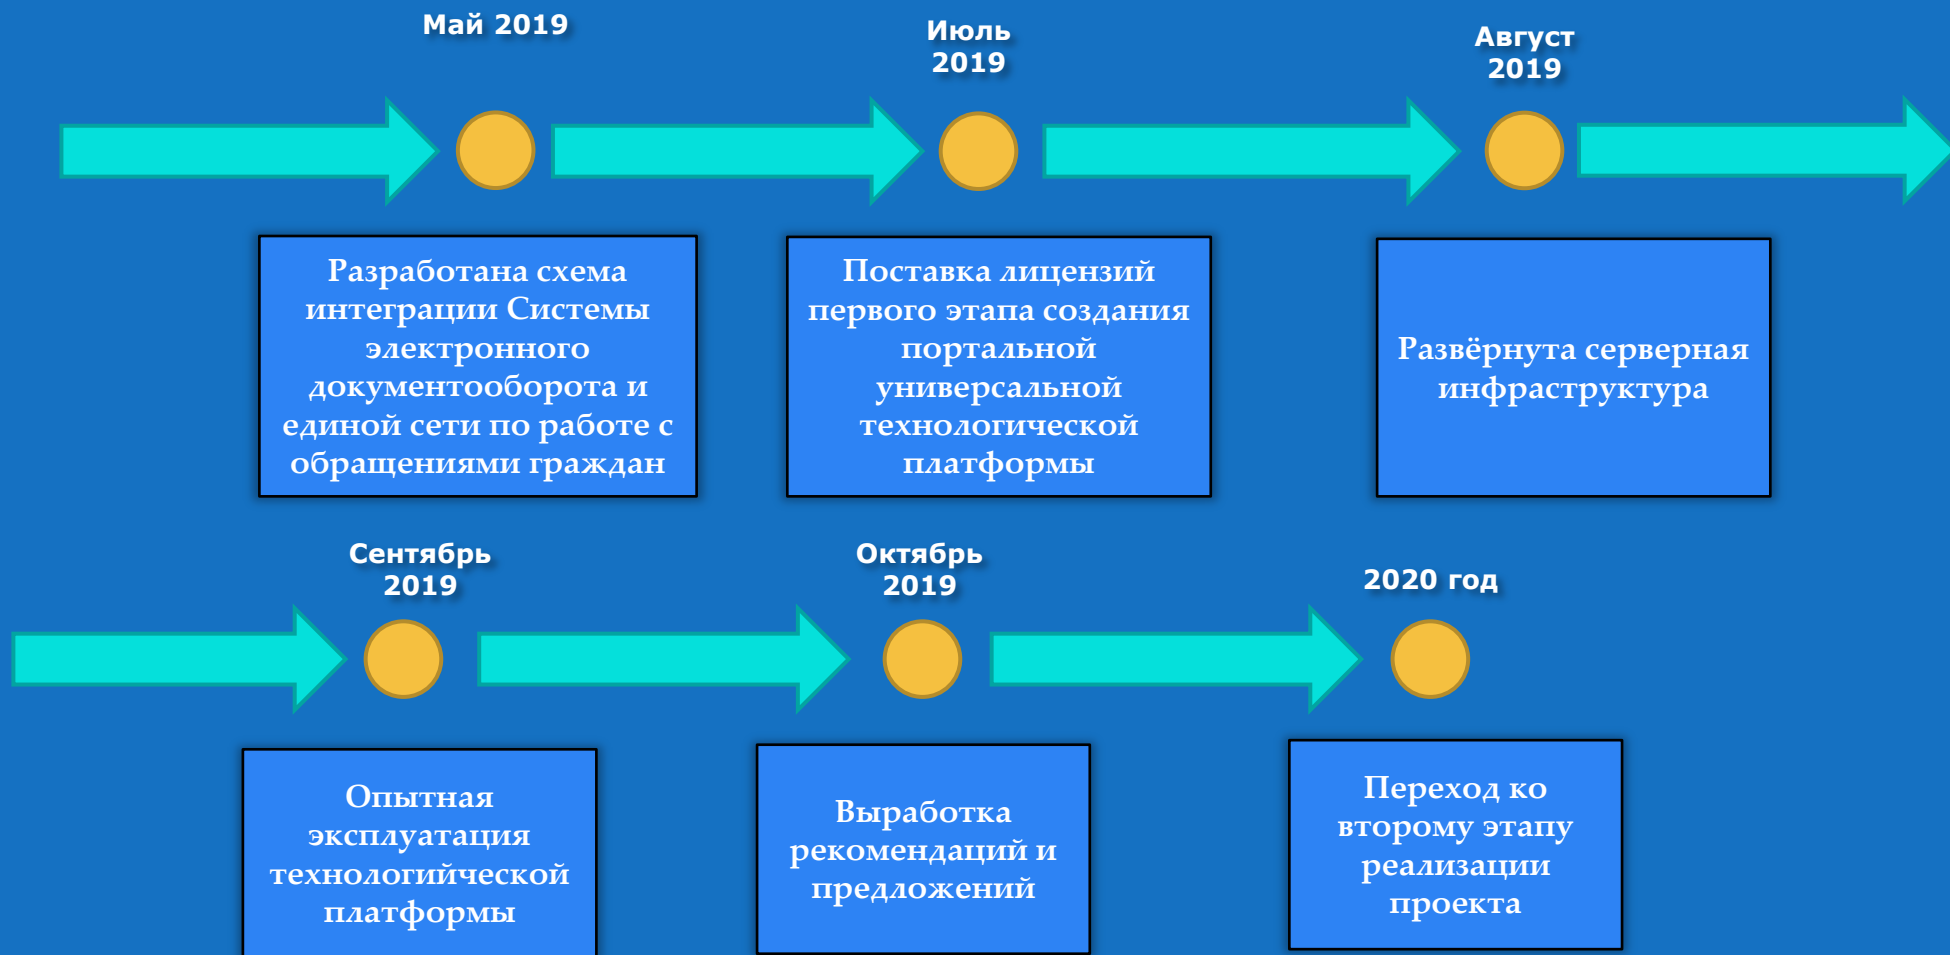 Май 2019
Июль
2019
Август
2019
Разработана схема
интеграции Системы
электронного
документооборота и
единой сети по работе с
обращениями граждан
Поставка лицензий
первого этапа создания
портальной
универсальной
технологической
платформы
Развёрнута серверная
инфраструктура
Сентябрь
2019
Октябрь
2019
2020 год
Опытная
эксплуатация
технологийческой
платформы
Выработка
рекомендаций и
предложений
Переход ко
второму этапу
реализации
проекта